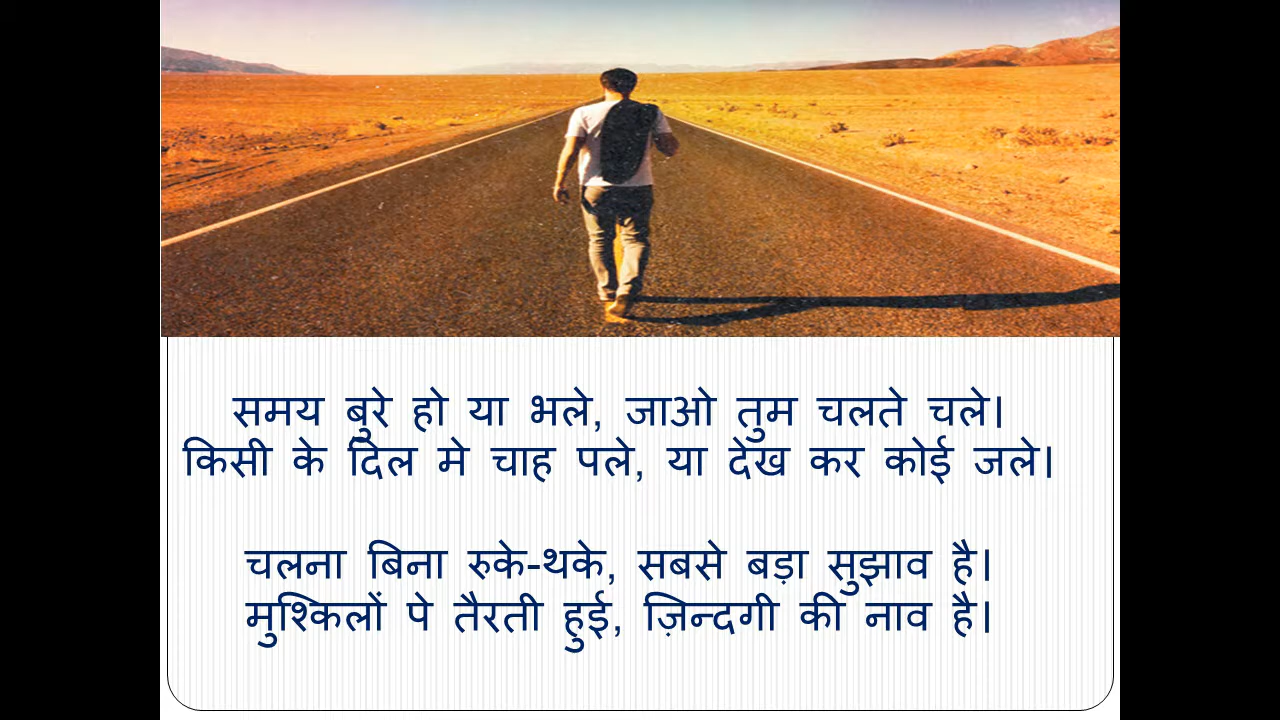 समय बुरे हो या भले, जाओ तुम चलते चले।
किसी के दिल मे चाह पले, या देख कर कोई जले।
चलना बिना रुके-थके, सबसे बड़ा सुझाव है।
मुश्किलों पे तैरती हुई, ज़िन्दगी की नाव है।